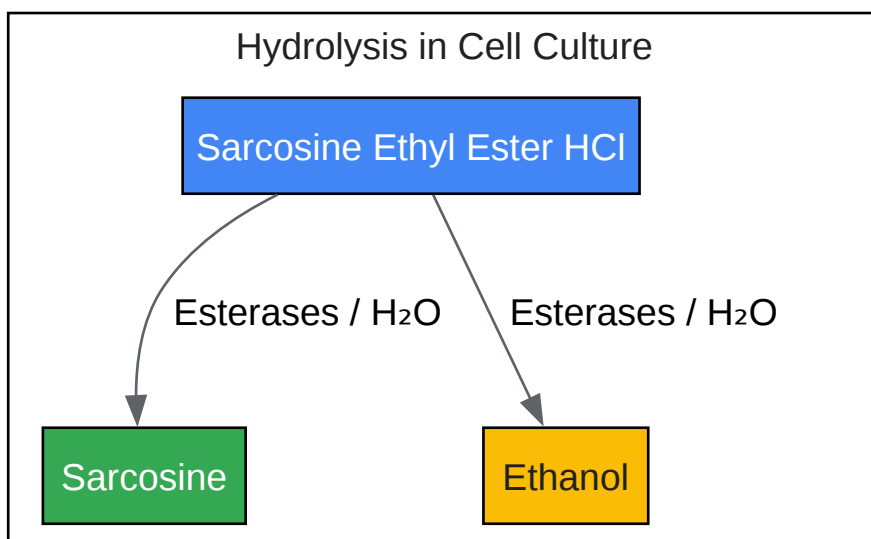 Hydrolysis in Cell Culture
Sarcosine Ethyl Ester HCl
Esterases / H₂O
Esterases / H₂O
Sarcosine
Ethanol